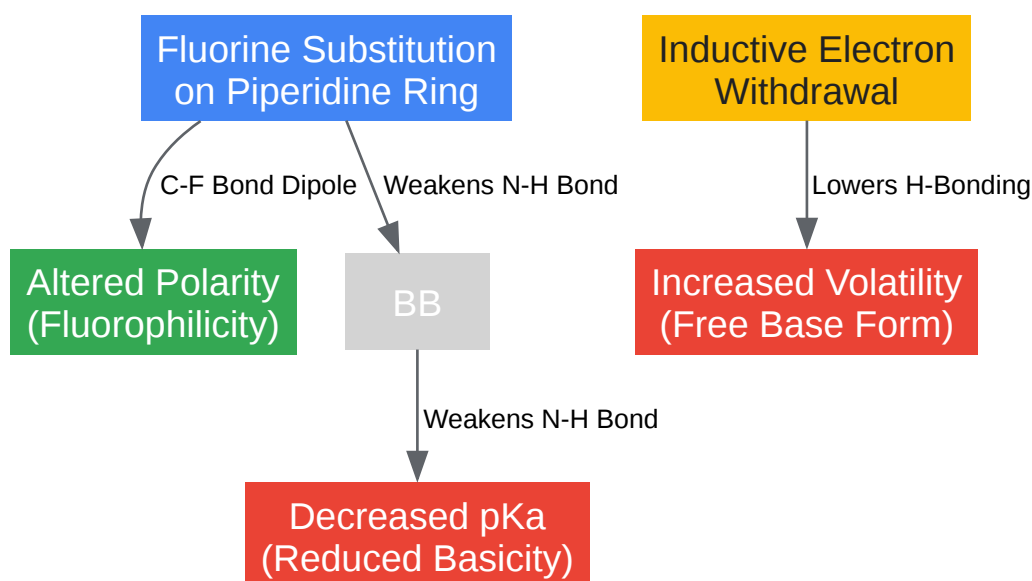 Fluorine Substitution
on Piperidine Ring
Inductive Electron
Withdrawal
C-F Bond Dipole
Weakens N-H Bond
Lowers H-Bonding
Altered Polarity
(Fluorophilicity)
BB
Increased Volatility
(Free Base Form)
Weakens N-H Bond
Decreased pKa
(Reduced Basicity)